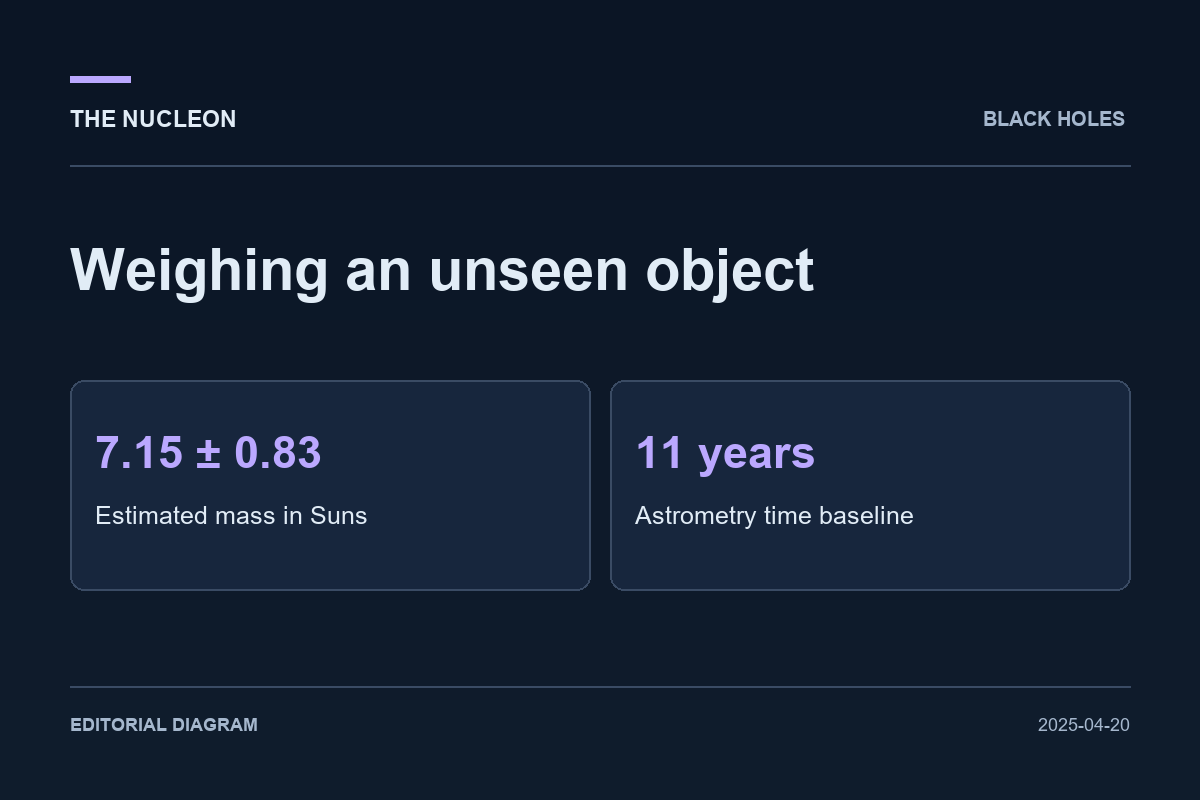 THE NUCLEON
BLACK HOLES
Weighing an unseen object
7.15 ± 0.83
Estimated mass in Suns
11 years
Astrometry time baseline
EDITORIAL DIAGRAM
2025-04-20